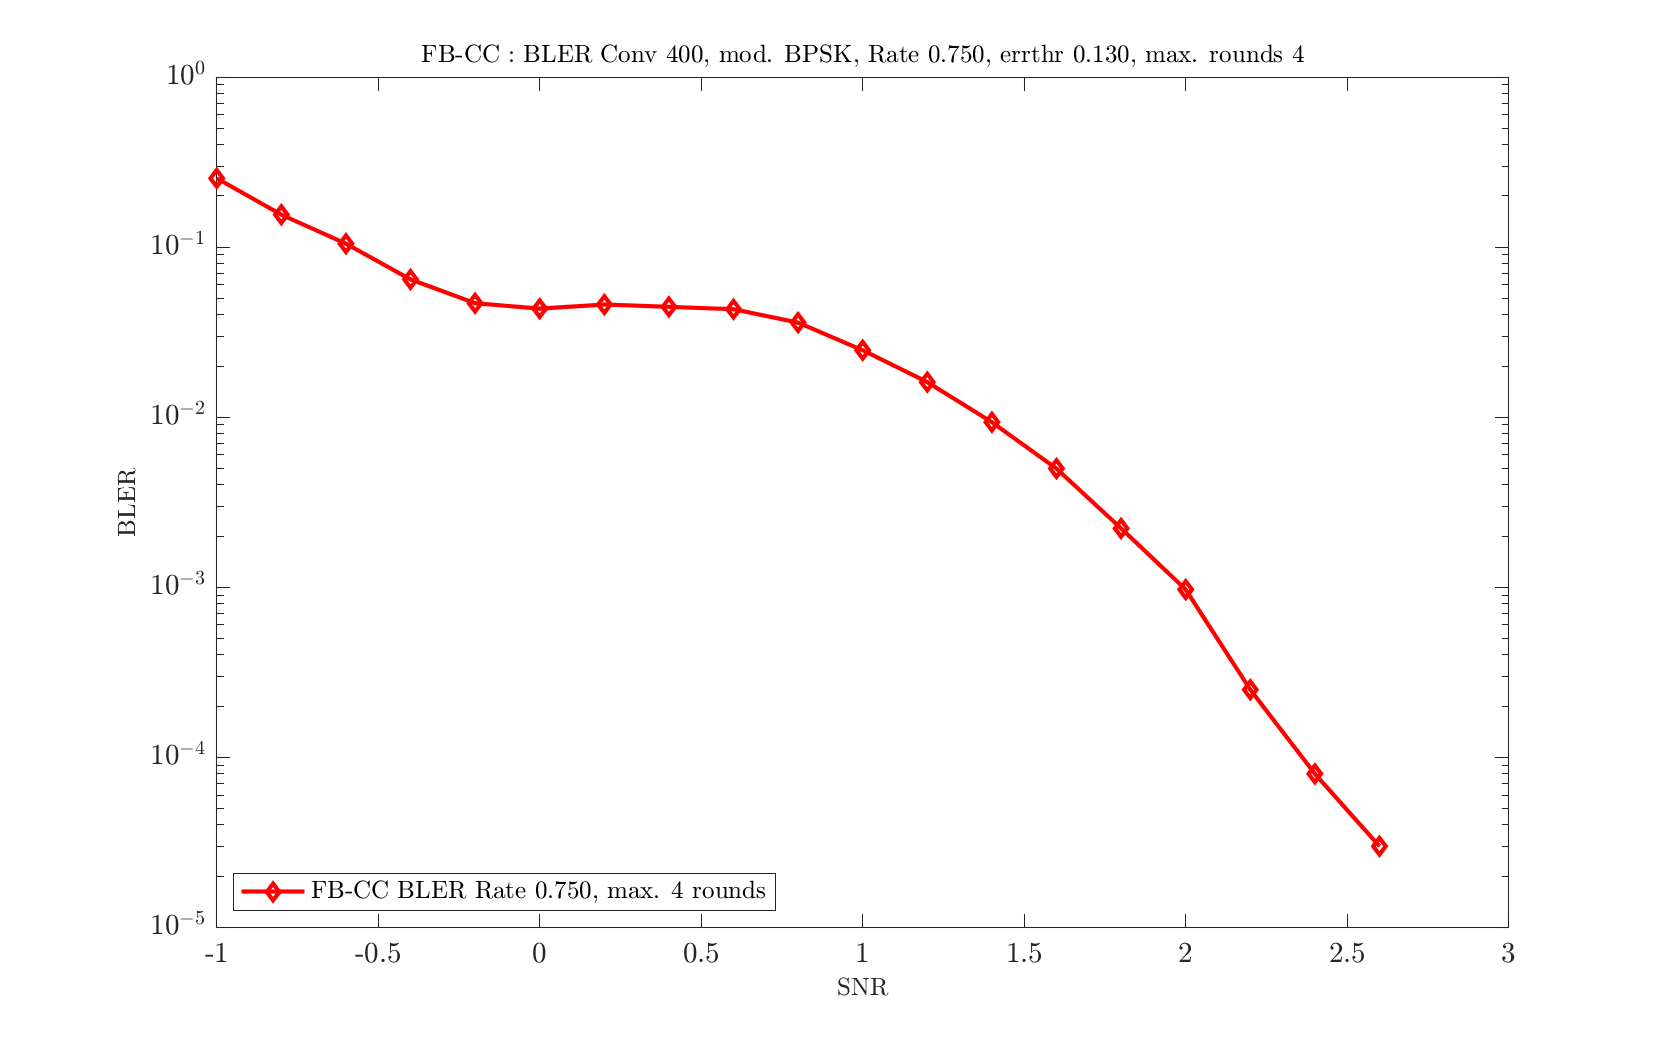 FB-CC : BLER Conv 400, mod. BPSK, Rate 0.750, errthr 0.130, max. rounds 4
10^0
10^{-1}
10^{-2}
BLER
10^{-3}
10^{-4}
FB-CC BLER Rate 0.750, max. 4 rounds
10^{-5}
-1 -0.5 0 0.5 1 1.5 2 2.5 3
SNR